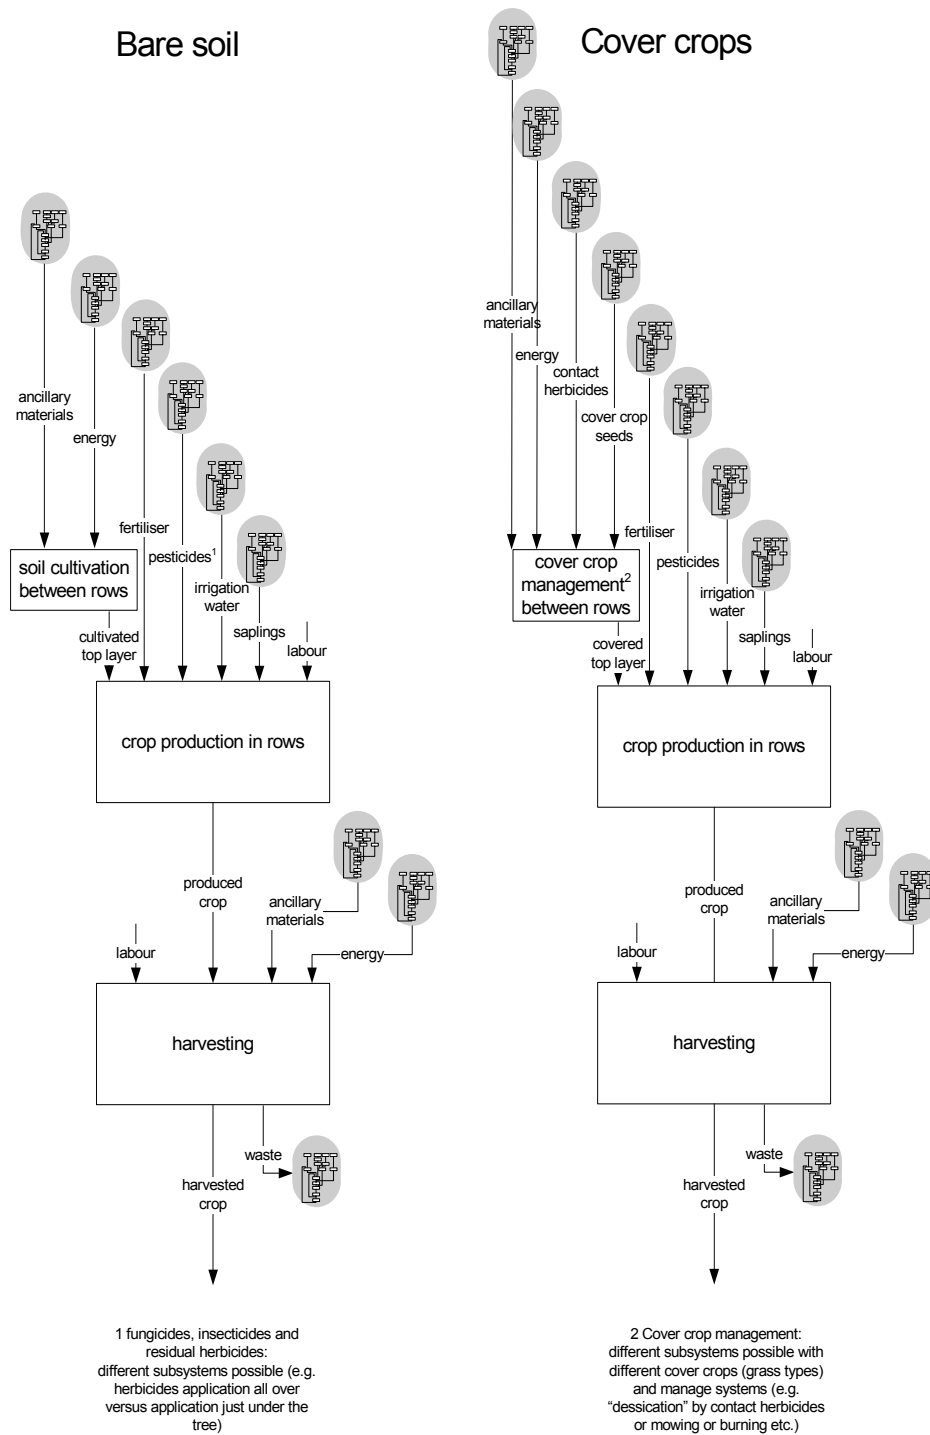 Bare soil
ancillary
materials
energy
fertiliser
pesticides¹
irrigation
water
saplings
labour
soil cultivation
between rows
cultivated
top layer
crop production in rows
produced
crop
ancillary
materials
labour
energy
harvesting
waste
harvested
crop
1 fungicides, insecticides and
residual herbicides:
different subsystems possible (e.g.
herbicides application all over
versus application just under the
tree)
Cover crops
ancillary
materials
energy
contact
herbicides
cover crop
seeds
fertiliser
pesticides
irrigation
water
saplings
labour
cover crop
management²
between rows
covered
top layer
crop production in rows
produced
crop
ancillary
materials
labour
energy
harvesting
waste
harvested
crop
2 Cover crop management:
different subsystems possible with
different cover crops (grass types)
and manage systems (e.g.
“dessication” by contact herbicides
or mowing or burning etc.)